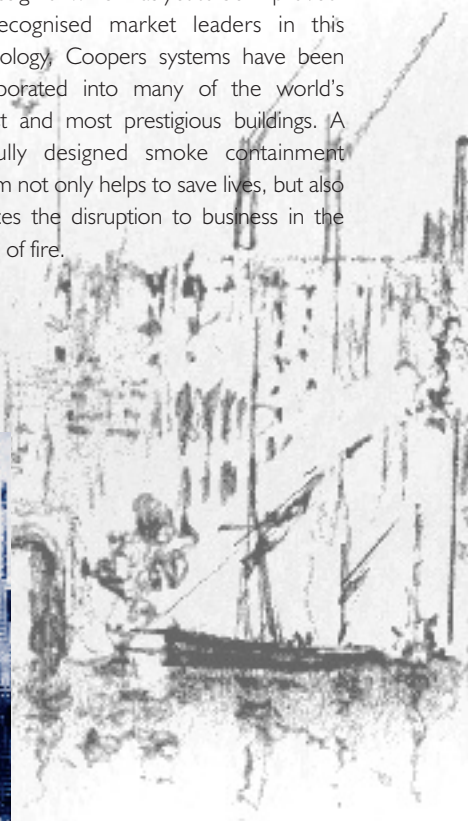 ecognised market leaders in this
ology, Coopers systems have been
porated into many of the world's
t and most prestigious buildings. A
ully designed smoke containment
m not only helps to save lives, but also
ces the disruption to business in the
of fire.